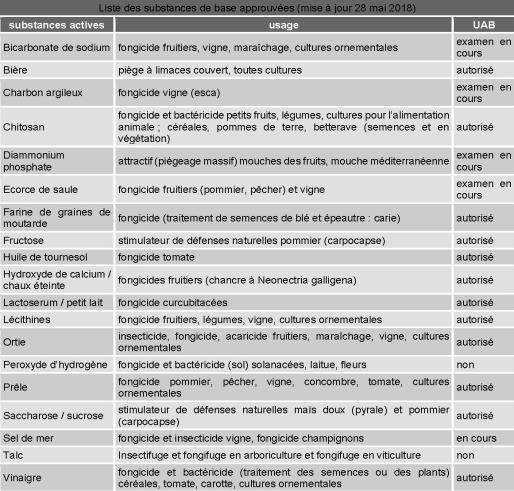 Liste des substances de base approuvées (mise à jour 28 mai 2018)
substances actives usage UAB
Bicarbonate de sodium fongicide fruitiers, vigne, maraîchage, cultures ornementales examen en cours
Bière piège à limaces couvert, toutes cultures autorisé
Charbon argileux fongicide vigne (esca) examen en cours
Chitosan fongicide et bactéricide petits fruits, légumes, cultures pour l'alimentation
animale ; céréales, pommes de terre, betterave (semences et en autorisé
végétation)
Diammonium phosphate attractif (piégeage massif) mouches des fruits, mouche méditerranéenne examen en cours
Ecorce de saule fongicide fruitiers (pommier, pêcher) et vigne examen en cours
Farine de graines de moutarde fongicide (traitement de semences de blé et épeautre : carie) autorisé
Fructose stimulateur de défenses naturelles pommier (carpocapse) autorisé
Huile de tournesol fongicide tomate autorisé
Hydroxyde de calcium / chaux éteinte fongicides fruitiers (chancre à Neonectria galligena) autorisé
Lactoserum / petit lait fongicide curcubitacées autorisé
Lécithines fongicide fruitiers, légumes, vigne, cultures ornementales autorisé
Ortie insecticide, fongicide, acaricide fruitiers, maraîchage, vigne, cultures
ornementales autorisé
Peroxyde d'hydrogène fongicide et bactéricide (sol) solanacées, laitue, fleurs non
Prêle fongicide pommier, pêcher, vigne, concombre, tomate, cultures
ornementales autorisé
Saccharose / sucrose stimulateur de défenses naturelles maïs doux (pyrale) et pommier
(carpocapse) autorisé
Sel de mer fongicide et insecticide vigne, fongicide champignons en cours
Talc Insectifuge et fongifuge en arboriculture et fongifuge en viticulture non
Vinaigre fongicide et bactéricide (traitement des semences ou des plants)
céréales, tomate, carotte, cultures ornementales autorisé